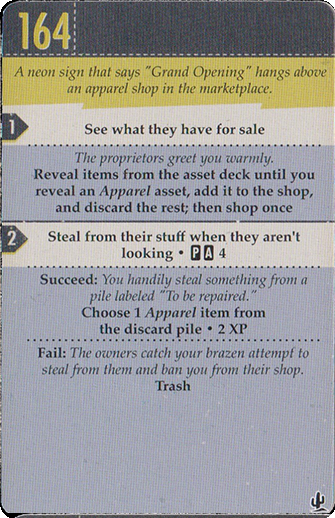 164
A neon sign that says "Grand Opening" hangs above
an apparel shop in the marketplace.
1
See what they have for sale
The proprietors greet you warmly.
Reveal items from the asset deck until you
reveal an Apparel asset, add it to the shop,
and discard the rest; then shop once
2
Steal from their stuff when they aren't
looking • P A 4
Succeed: You handily steal something from a
pile labeled "To be repaired."
Choose 1 Apparel item from
the discard pile • 2 XP
Fail: The owners catch your brazen attempt to
steal from them and ban you from their shop.
Trash